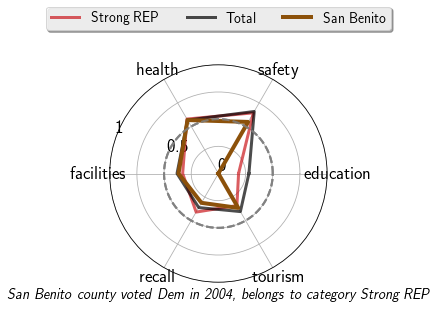 Strong REP Total San Benito
health safety
1
0.5
0
facilities education
recall tourism
San Benito county voted Dem in 2004, belongs to category Strong REP